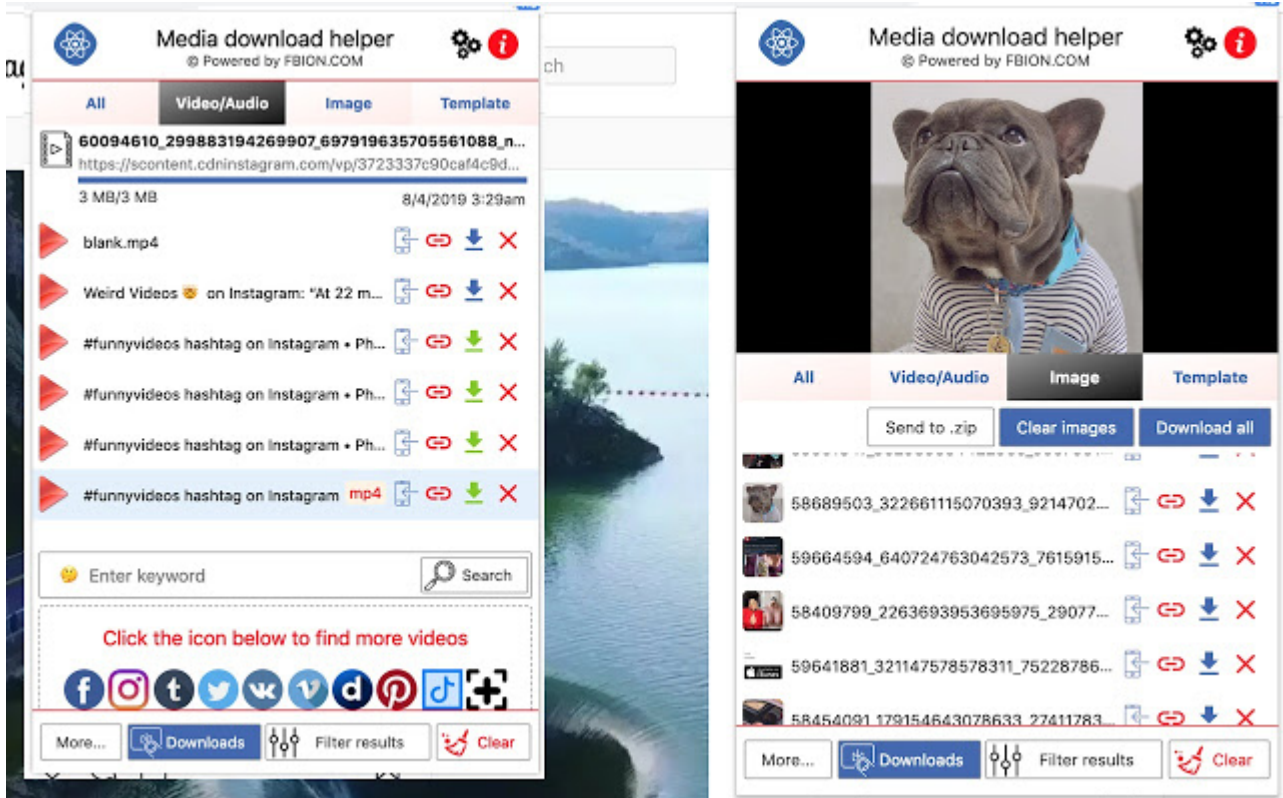 Media download helper
© Powered by FBION.COM
ch
All Video/Audio Image Template
60094610_299883194269907_6979196357055610​88_n...
https://scontent.cdninstagram.com/vp/3723337c90caf4c9d...
3 MB/3 MB 8/4/2019 3:29am
blank.mp4
Weird Videos 🤯 on Instagram: "At 22 m...
#funnyvideos hashtag on Instagram • Ph...
#funnyvideos hashtag on Instagram • Ph...
#funnyvideos hashtag on Instagram • Ph...
#funnyvideos hashtag on Instagram mp4
Enter keyword Search
Click the icon below to find more videos
More... Downloads Filter results Clear
Media download helper
© Powered by FBION.COM
All Video/Audio Image Template
Send to .zip Clear images Download all
58689503_322661115070393_9214702...
59664594_640724763042573_7615915...
58409799_2263693953695975_29077...
59641881_321147578578311_75228786...
58454091_179154643078633_27411783...
More... Downloads Filter results Clear